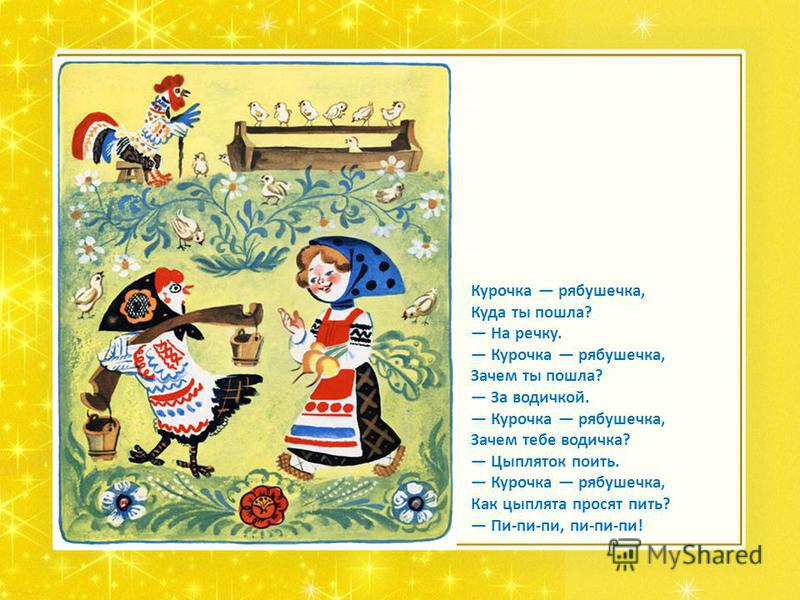 Курочка — рябушечка,
Куда ты пошла?
— На речку.
— Курочка — рябушечка,
Зачем ты пошла?
— За водичкой.
— Курочка — рябушечка,
Зачем тебе водичка?
— Цыпляток поить.
— Курочка — рябушечка,
Как цыплята просят пить?
— Пи-пи-пи, пи-пи-пи!
MyShared